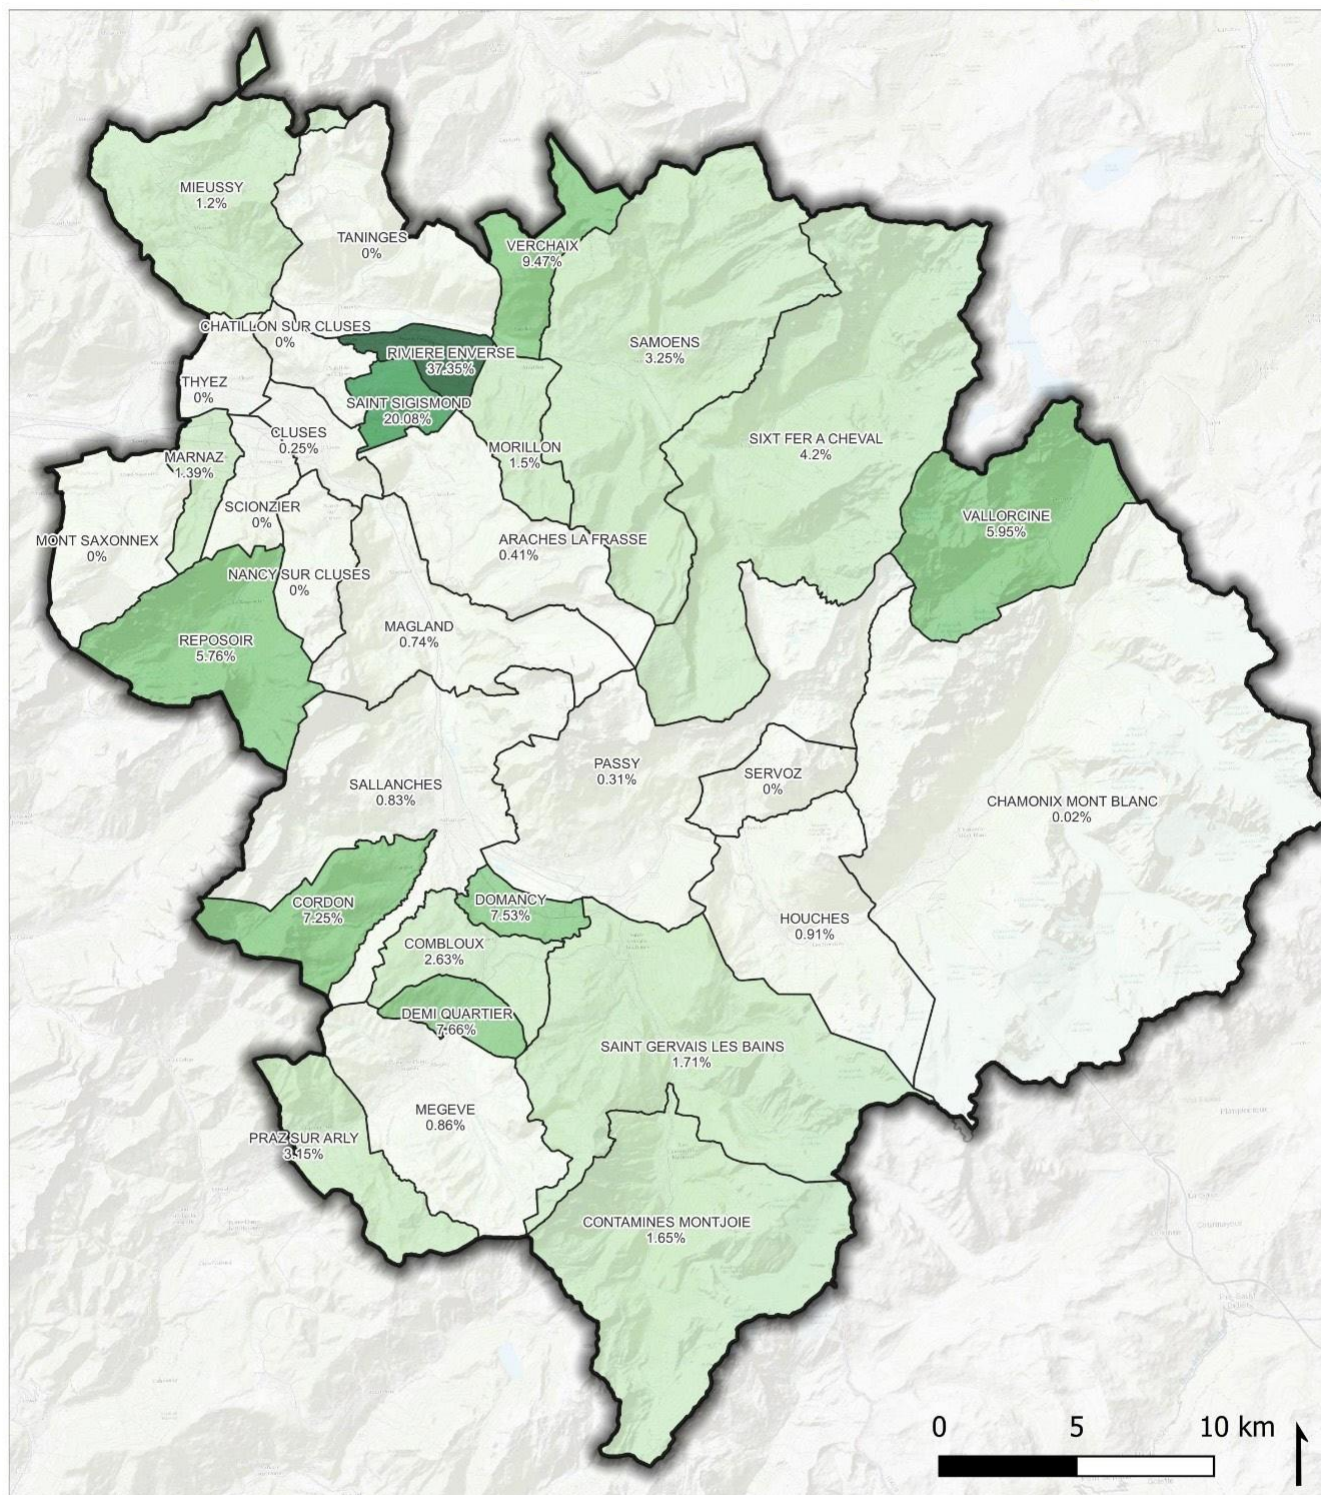 MIEUSSY
1.2%
TANINGES
0%
VERCHAIX
9.47%
CHATILLON SUR CLUSES
0%
RIVIERE ENVERSE
37.35%
SAMOENS
3.25%
THYEZ
0%
SAINT SIGISMOND
20.08%
CLUSES
0.25%
SIXT FER A CHEVAL
4.2%
MARNAZ
1.39%
MORILLON
1.5%
SCIONZIER
0%
VALLORCINE
5.95%
MONT SAXONNEX
0%
ARACHES LA FRASSE
0.41%
NANCY SUR CLUSES
0%
MAGLAND
0.74%
REPOSOIR
5.76%
PASSY
0.31%
SERVOZ
0%
SALLANCHES
0.83%
CHAMONIX MONT BLANC
0.02%
CORDON
7.25%
DOMANCY
7.53%
HOUCHES
0.91%
COMBLOUX
2.63%
DEMI QUARTIER
7.66%
SAINT GERVAIS LES BAINS
1.71%
MEGEVE
0.86%
PRAZ SUR ARLY
3.15%
CONTAMINES MONTJOIE
1.65%
0 5 10 km